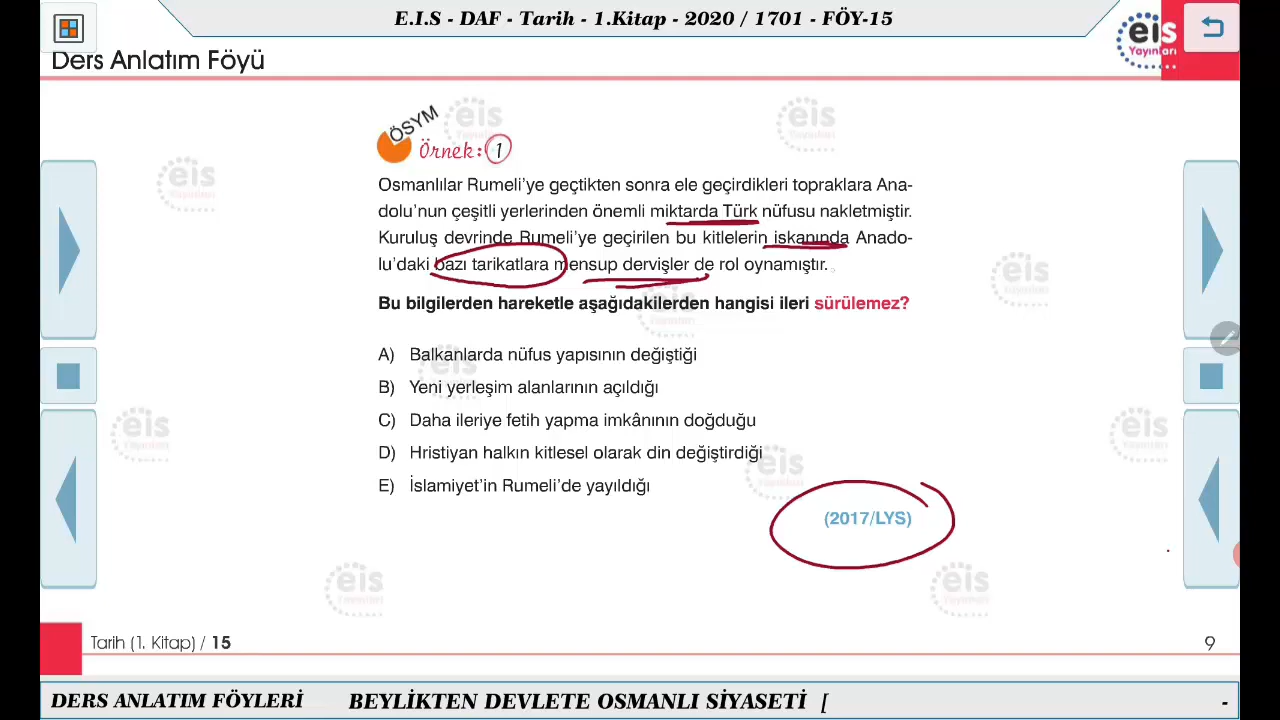 E.I.S - DAF - Tarih - 1.Kitap - 2020 / 1701 - FÖY-15
eis
Yayınları
Ders Anlatım Föyü
ÖSYM
Örnek: 1
Osmanlılar Rumeli’ye geçtikten sonra ele geçirdikleri topraklara Ana-
dolu’nun çeşitli yerlerinden önemli miktarda Türk nüfusu nakletmiştir.
Kuruluş devrinde Rumeli’ye geçirilen bu kitlelerin iskanında Anado-
lu’daki bazı tarikatlara mensup dervişler de rol oynamıştır.
Bu bilgilerden hareketle aşağıdakilerden hangisi ileri sürülemez?
A) Balkanlarda nüfus yapısının değiştiği
B) Yeni yerleşim alanlarının açıldığı
C) Daha ileriye fetih yapma imkânının doğduğu
D) Hristiyan halkın kitlesel olarak din değiştirdiği
E) İslamiyet’in Rumeli’de yayıldığı
(2017/LYS)
Tarih (1. Kitap) / 15
9
DERS ANLATIM FÖYLERİ BEYLİKTEN DEVLETE OSMANLI SİYASETİ [ -